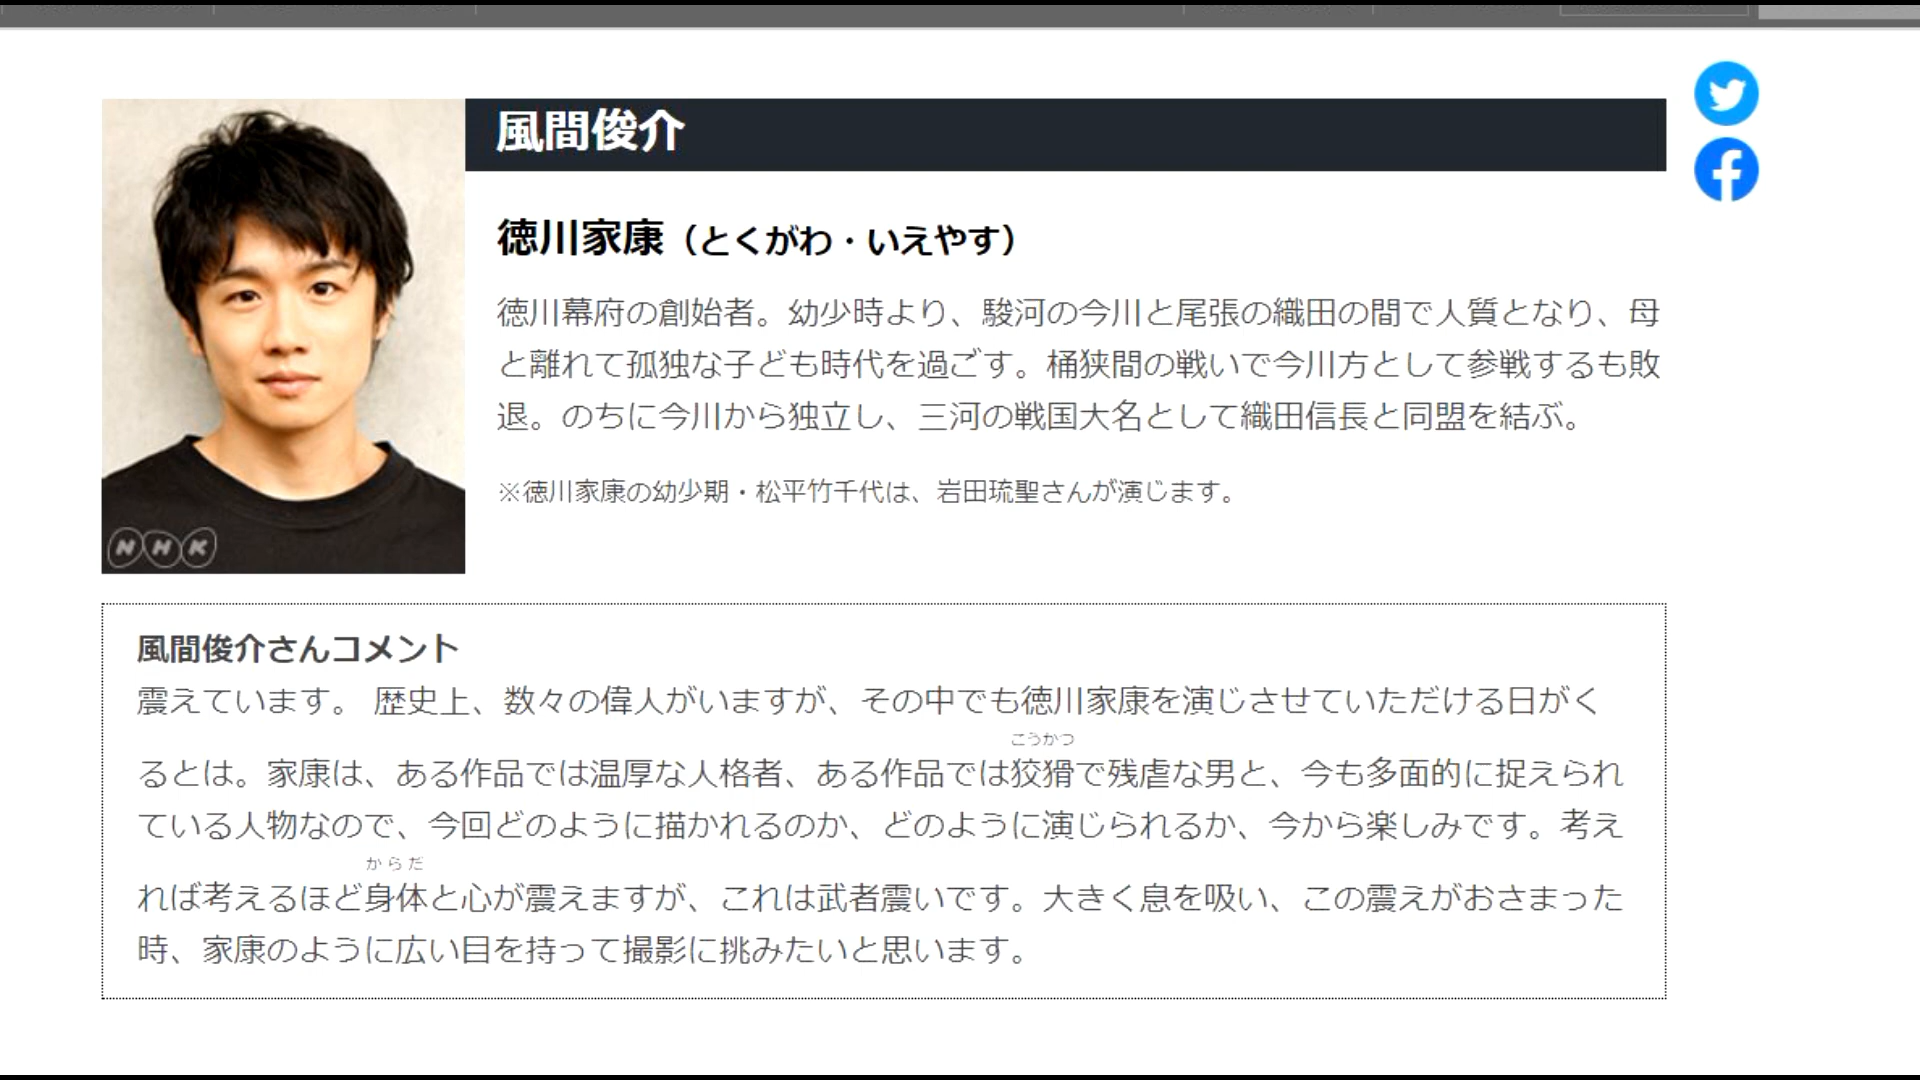 風間俊介
徳川家康（とくがわ・いえやす）
徳川幕府の創始者。幼少時より、駿河の今川と尾張の織田の間で人質となり、母
と離れて孤独な子ども時代を過ごす。桶狭間の戦いで今川方として参戦するも敗
退。のちに今川から独立し、三河の戦国大名として織田信長と同盟を結ぶ。
※徳川家康の幼少期・松平竹千代は、岩田琉聖さんが演じます。
NHK
風間俊介さんコメント
震えています。 歴史上、数々の偉人がいますが、その中でも徳川家康を演じさせていただける日がく
こうかつ
るとは。家康は、ある作品では温厚な人格者、ある作品では狡猾で残虐な男と、今も多面的に捉えられ
ている人物なので、今回どのように描かれるのか、どのように演じられるか、今から楽しみです。考え
からだ
れば考えるほど身体と心が震えますが、これは武者震いです。大きく息を吸い、この震えがおさまった
時、家康のように広い目を持って撮影に挑みたいと思います。